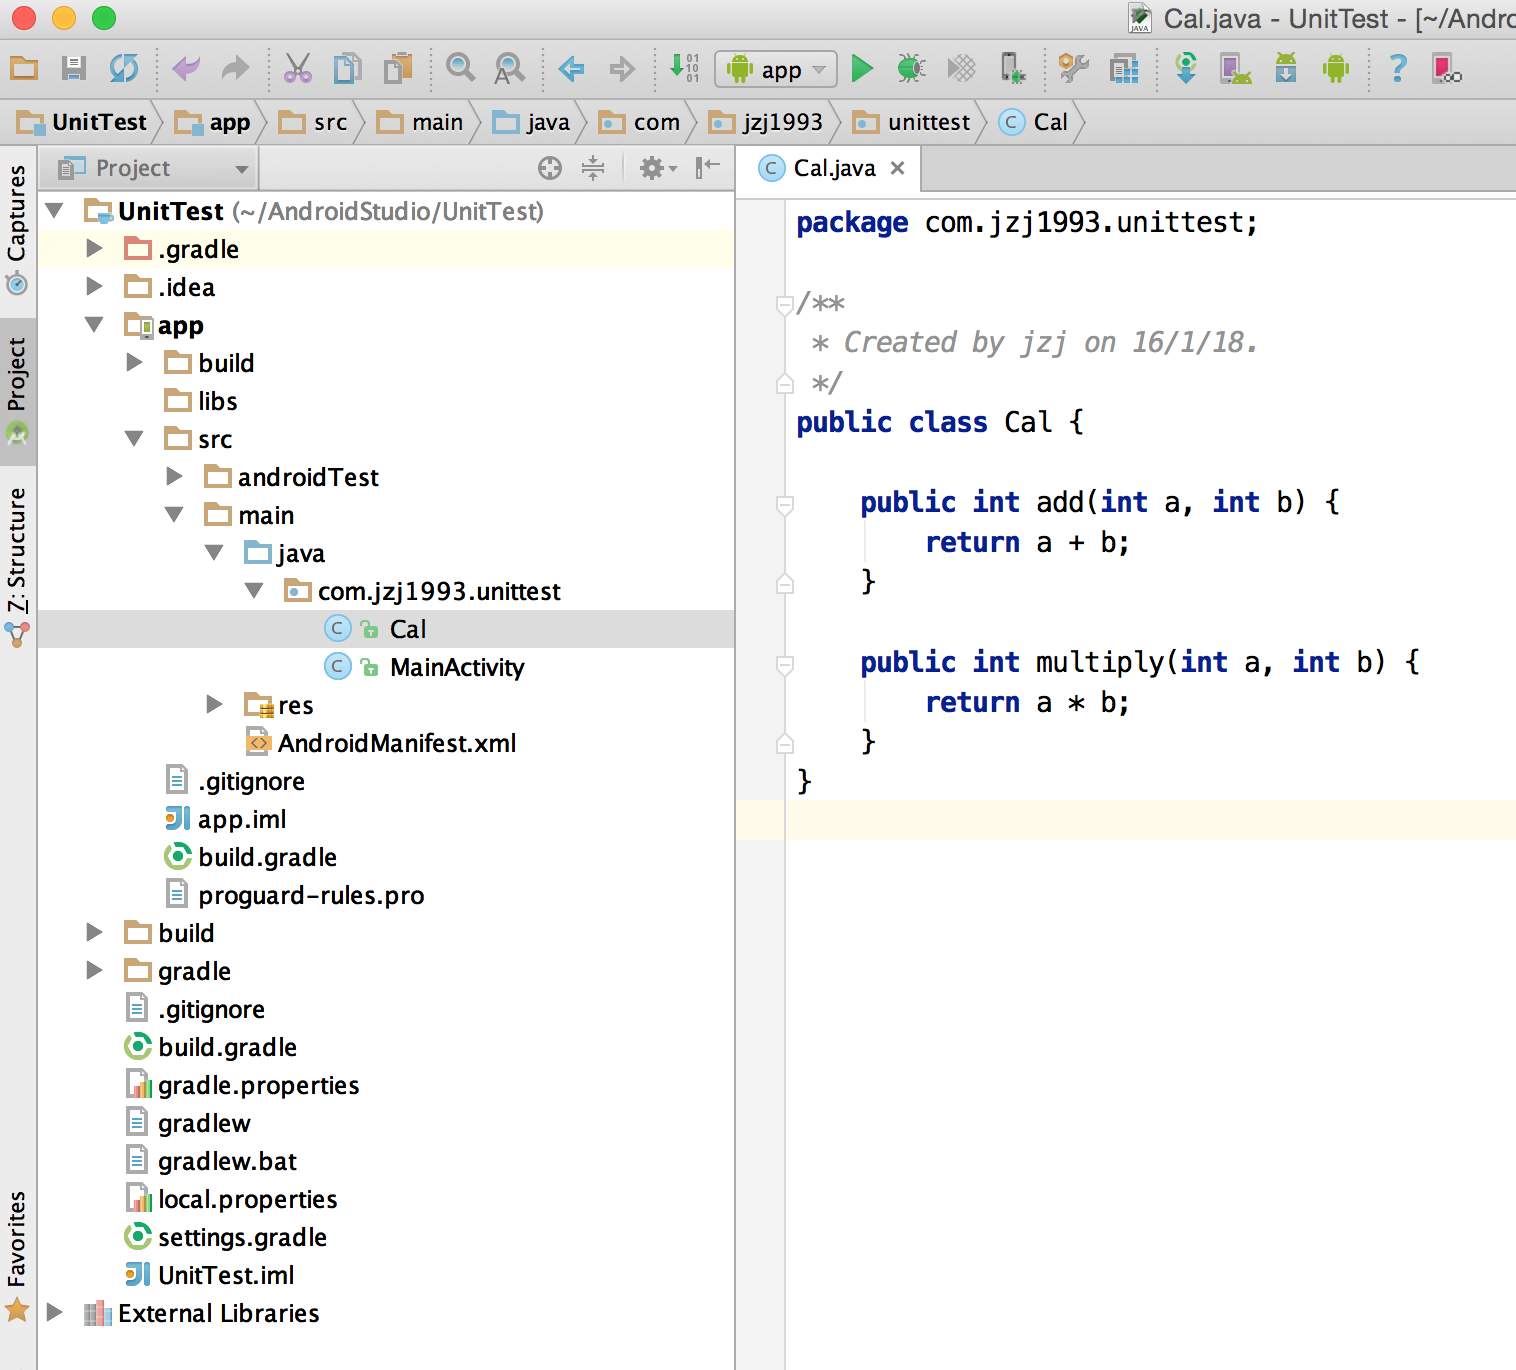 Cal.java - UnitTest - [~/Andro
app
UnitTest app src main java com jzj1993 unittest Cal
Captures
Project
7: Structure
Favorites
Project
UnitTest (~/AndroidStudio/UnitTest)
.gradle
.idea
app
build
libs
src
androidTest
main
java
com.jzj1993.unittest
Cal
MainActivity
res
AndroidManifest.xml
.gitignore
app.iml
build.gradle
proguard-rules.pro
build
gradle
.gitignore
build.gradle
gradle.properties
gradlew
gradlew.bat
local.properties
settings.gradle
UnitTest.iml
External Libraries
Cal.java
package com.jzj1993.unittest;
/**
 * Created by jzj on 16/1/18.
 */
public class Cal {
    public int add(int a, int b) {
        return a + b;
    }
    public int multiply(int a, int b) {
        return a * b;
    }
}